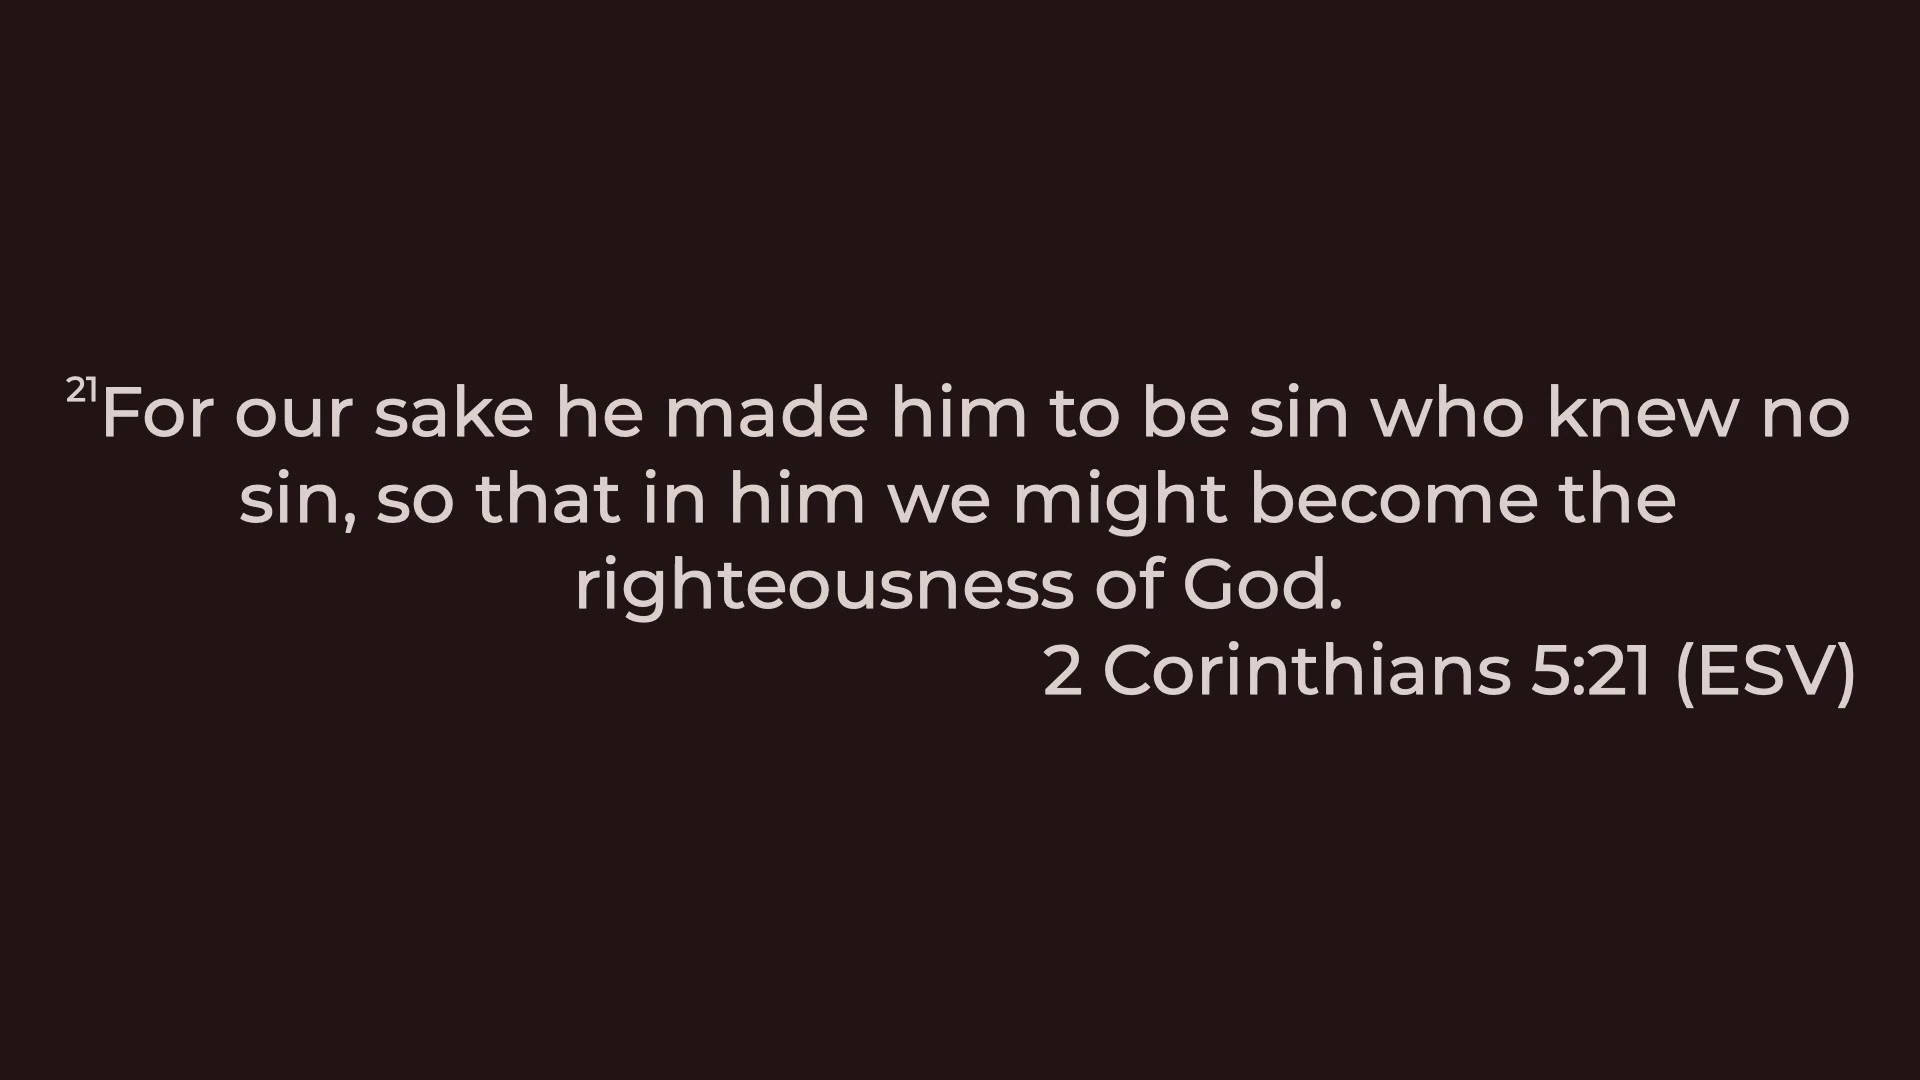 21For our sake he made him to be sin who knew no
sin, so that in him we might become the
righteousness of God.
2 Corinthians 5:21 (ESV)